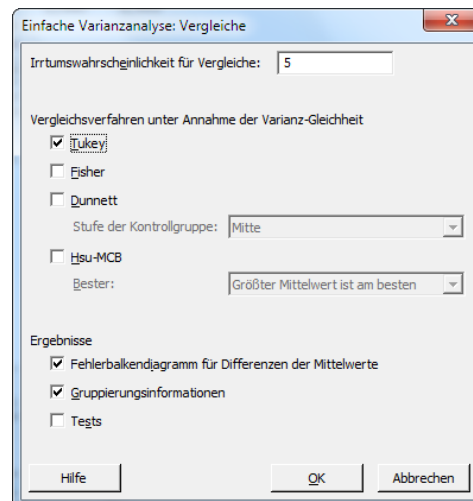 Einfache Varianzanalyse: Vergleiche
Irrtumswahrscheinlichkeit für Vergleiche: 5
Vergleichsverfahren unter Annahme der Varianz-Gleichheit
Tukey
Fisher
Dunnett
Stufe der Kontrollgruppe: Mitte
Hsu-MCB
Bester: Größter Mittelwert ist am besten
Ergebnisse
Fehlerbalkendiagramm für Differenzen der Mittelwerte
Gruppierungsinformationen
Tests
Hilfe OK Abbrechen